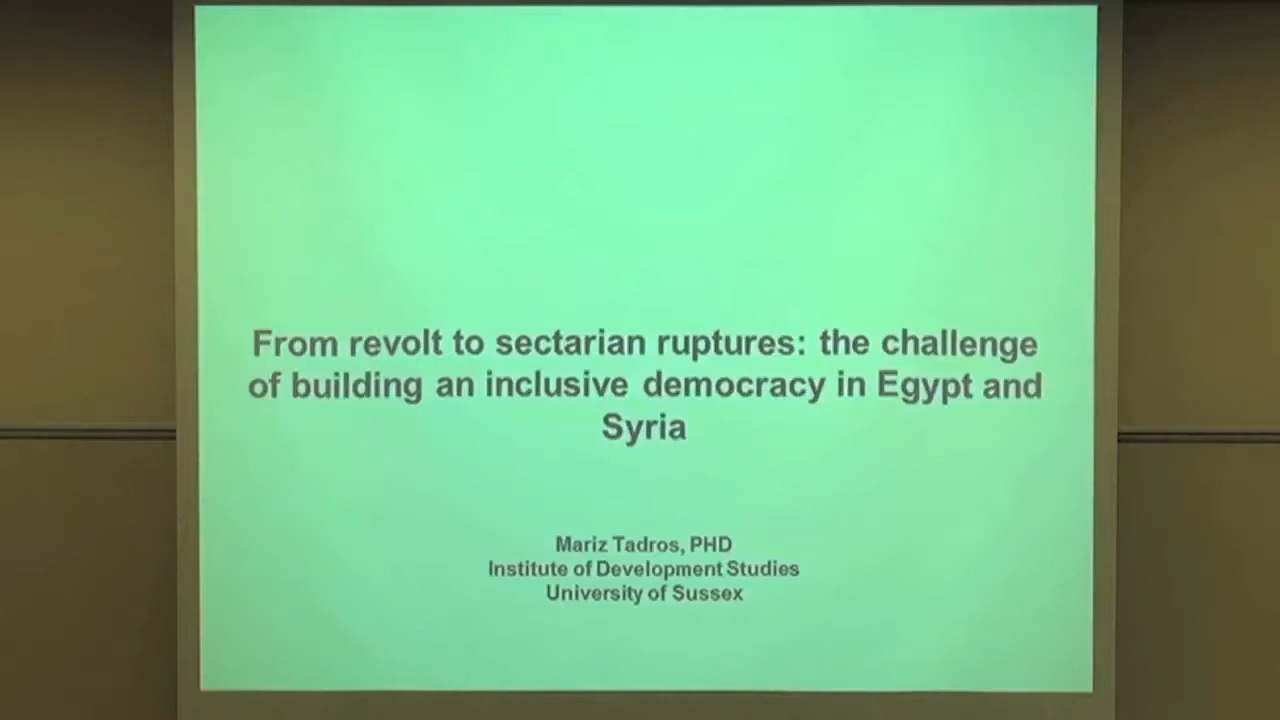 From revolt to sectarian ruptures: the challenge
of building an inclusive democracy in Egypt and
Syria
Mariz Tadros, PHD
Institute of Development Studies
University of Sussex